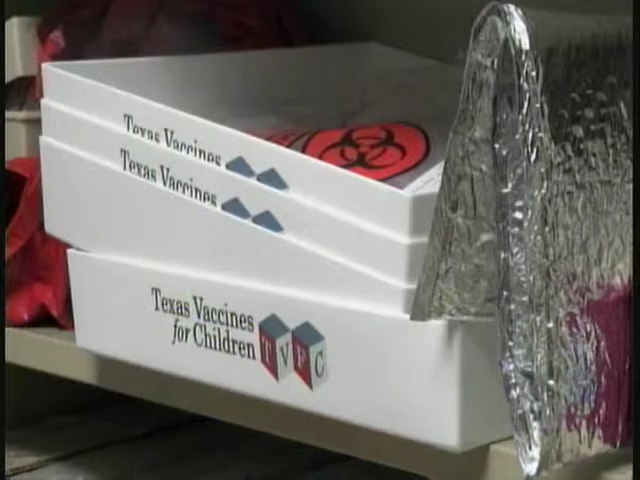 Texas Vaccines
Texas Vaccines
Texas Vaccines
for Children
TVFC